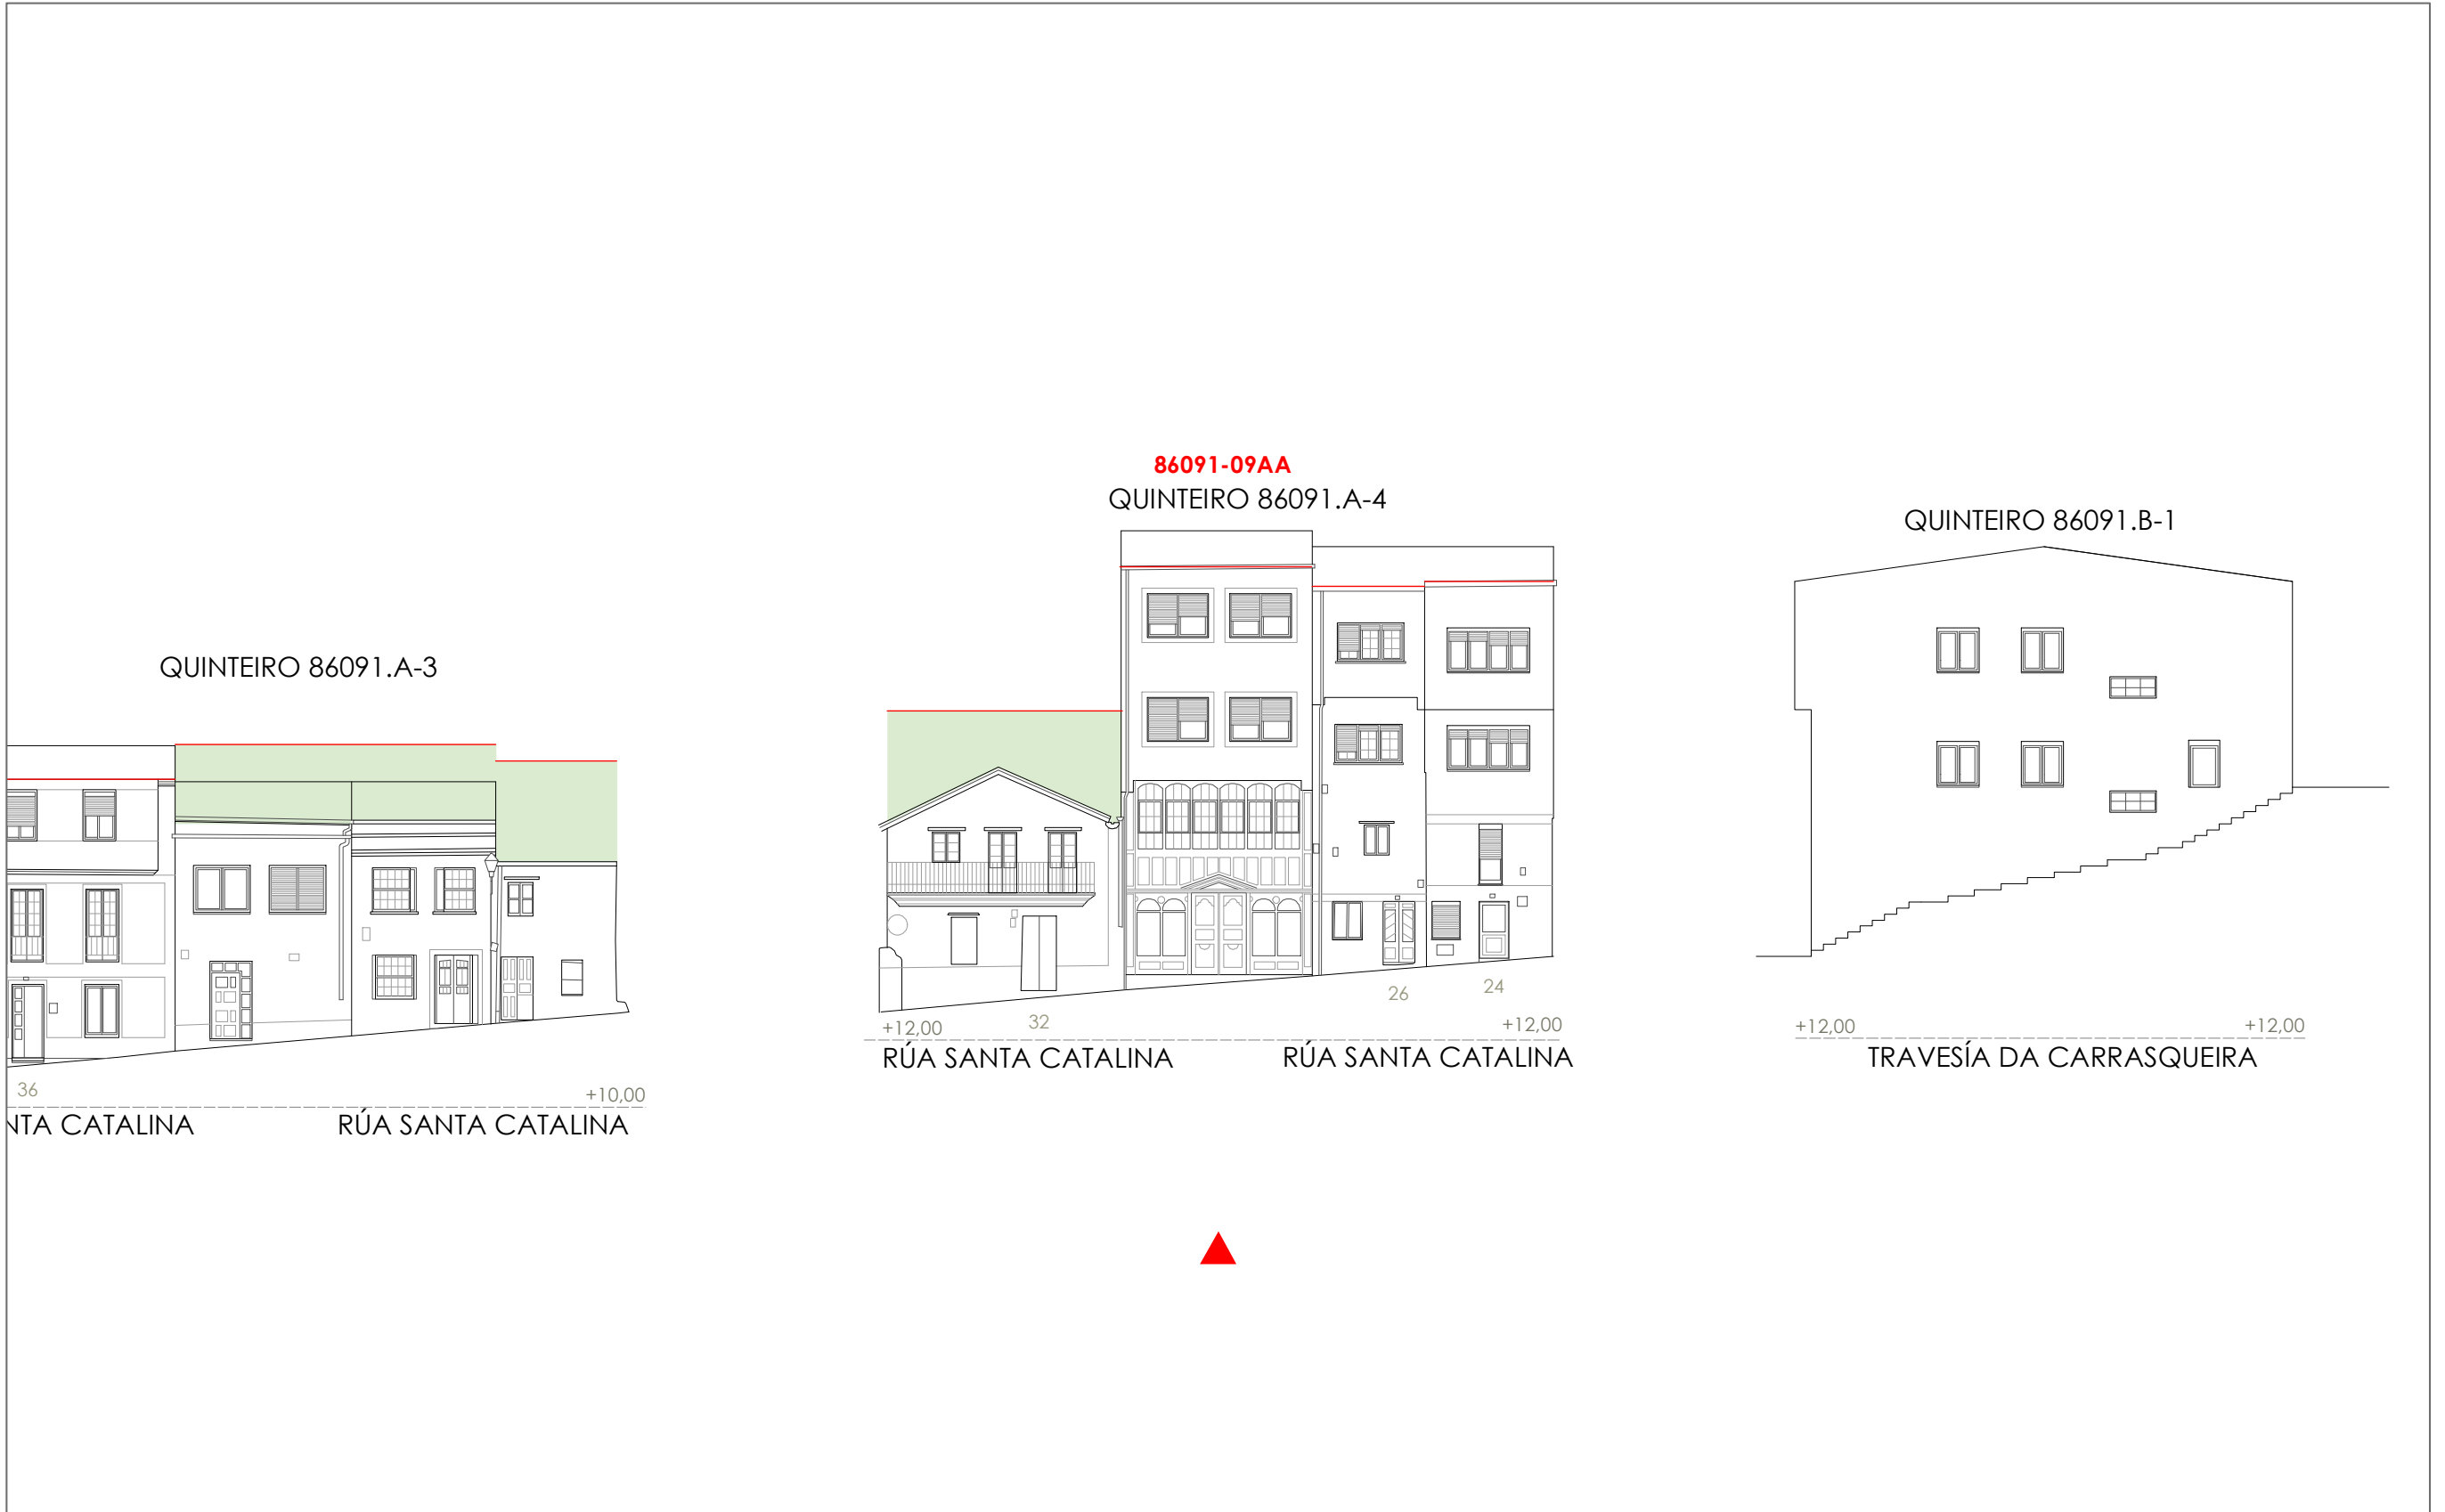 86091-09AA
QUINTEIRO 86091.A-4
QUINTEIRO 86091.B-1
QUINTEIRO 86091.A-3
26
24
32
+12,00
+12,00
RÚA SANTA CATALINA
RÚA SANTA CATALINA
+12,00
+12,00
TRAVESÍA DA CARRASQUEIRA
36
+10,00
NTA CATALINA
RÚA SANTA CATALINA